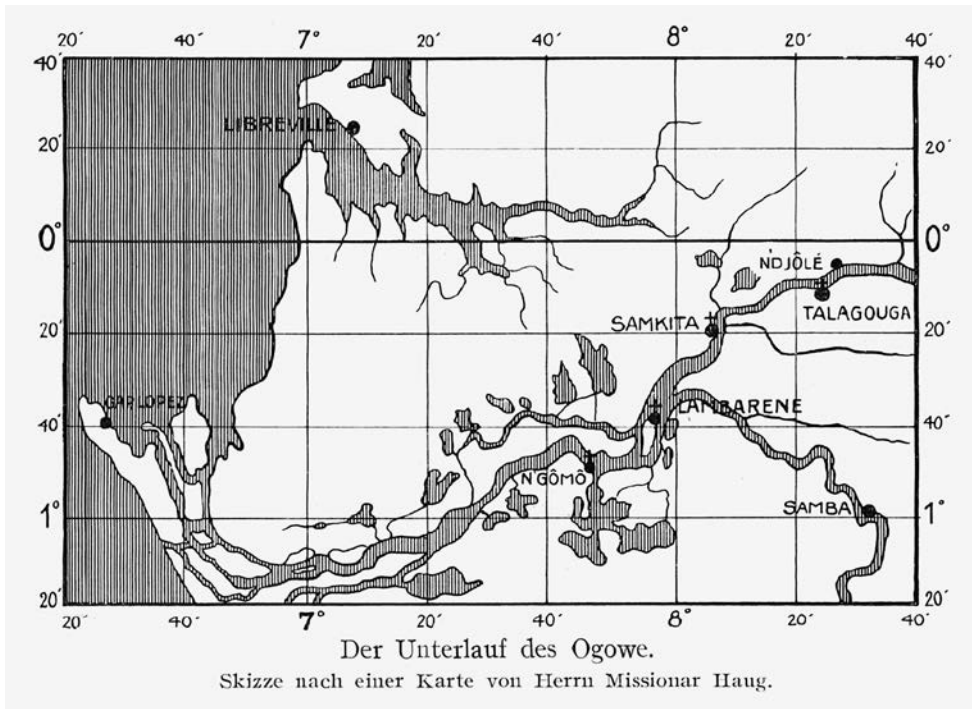 20′ 40′ 7° 20′ 40′ 8° 20′ 40′
40′ 40′
LIBREVILLE
20′ 20′
0° 0°
N'DJÔLÉ
TALAGOUGA
SAMKITA
20′ 20′
CAP LOPEZ
LAMBARENE
40′ 40′
N'GÔMÔ
SAMBA
1° 1°
20′ 20′
20′ 40′ 7° 20′ 40′ 8° 20′ 40′
Der Unterlauf des Ogowe.
Skizze nach einer Karte von Herrn Missionar Haug.